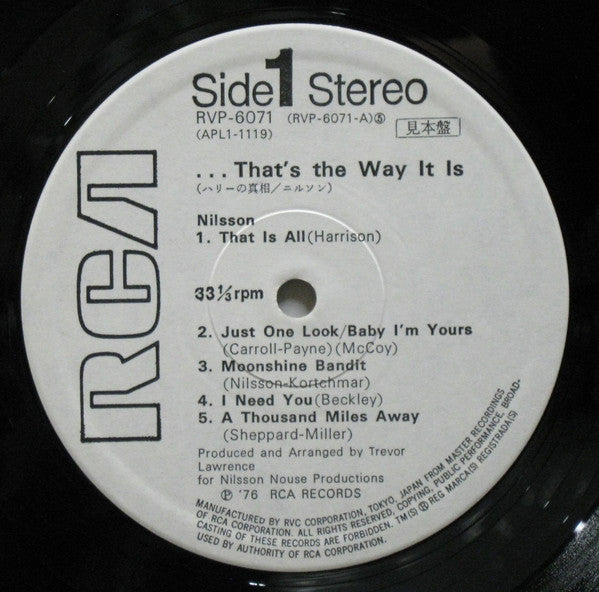 Side 1 Stereo
RVP-6071 (RVP-6071-A)⑤
(APL1-1119)
見本盤
...That's the Way It Is
(ハリーの真相/ニルソン)
RCA
Nilsson
1. That Is All(Harrison)
33⅓rpm
2. Just One Look/Baby I'm Yours
(Carroll-Payne)(McCoy)
3. Moonshine Bandit
(Nilsson-Kortchmar)
4. I Need You(Beckley)
5. A Thousand Miles Away
(Sheppard-Miller)
Produced and Arranged by Trevor
Lawrence
for Nilsson Nouse Productions
℗ '76 RCA RECORDS
MANUFACTURED BY RVC CORPORATION, TOKYO, JAPAN FROM MASTER RECORDINGS
OF RCA CORPORATION. ALL RIGHTS RESERVED, COPYING, PUBLIC PERFORMANCE, BROAD-
CASTING OF THESE RECORDS ARE FORBIDDEN. TM(S) ® REG MARCA(S) REGISTRADA(S)
USED BY AUTHORITY OF RCA CORPORATION.